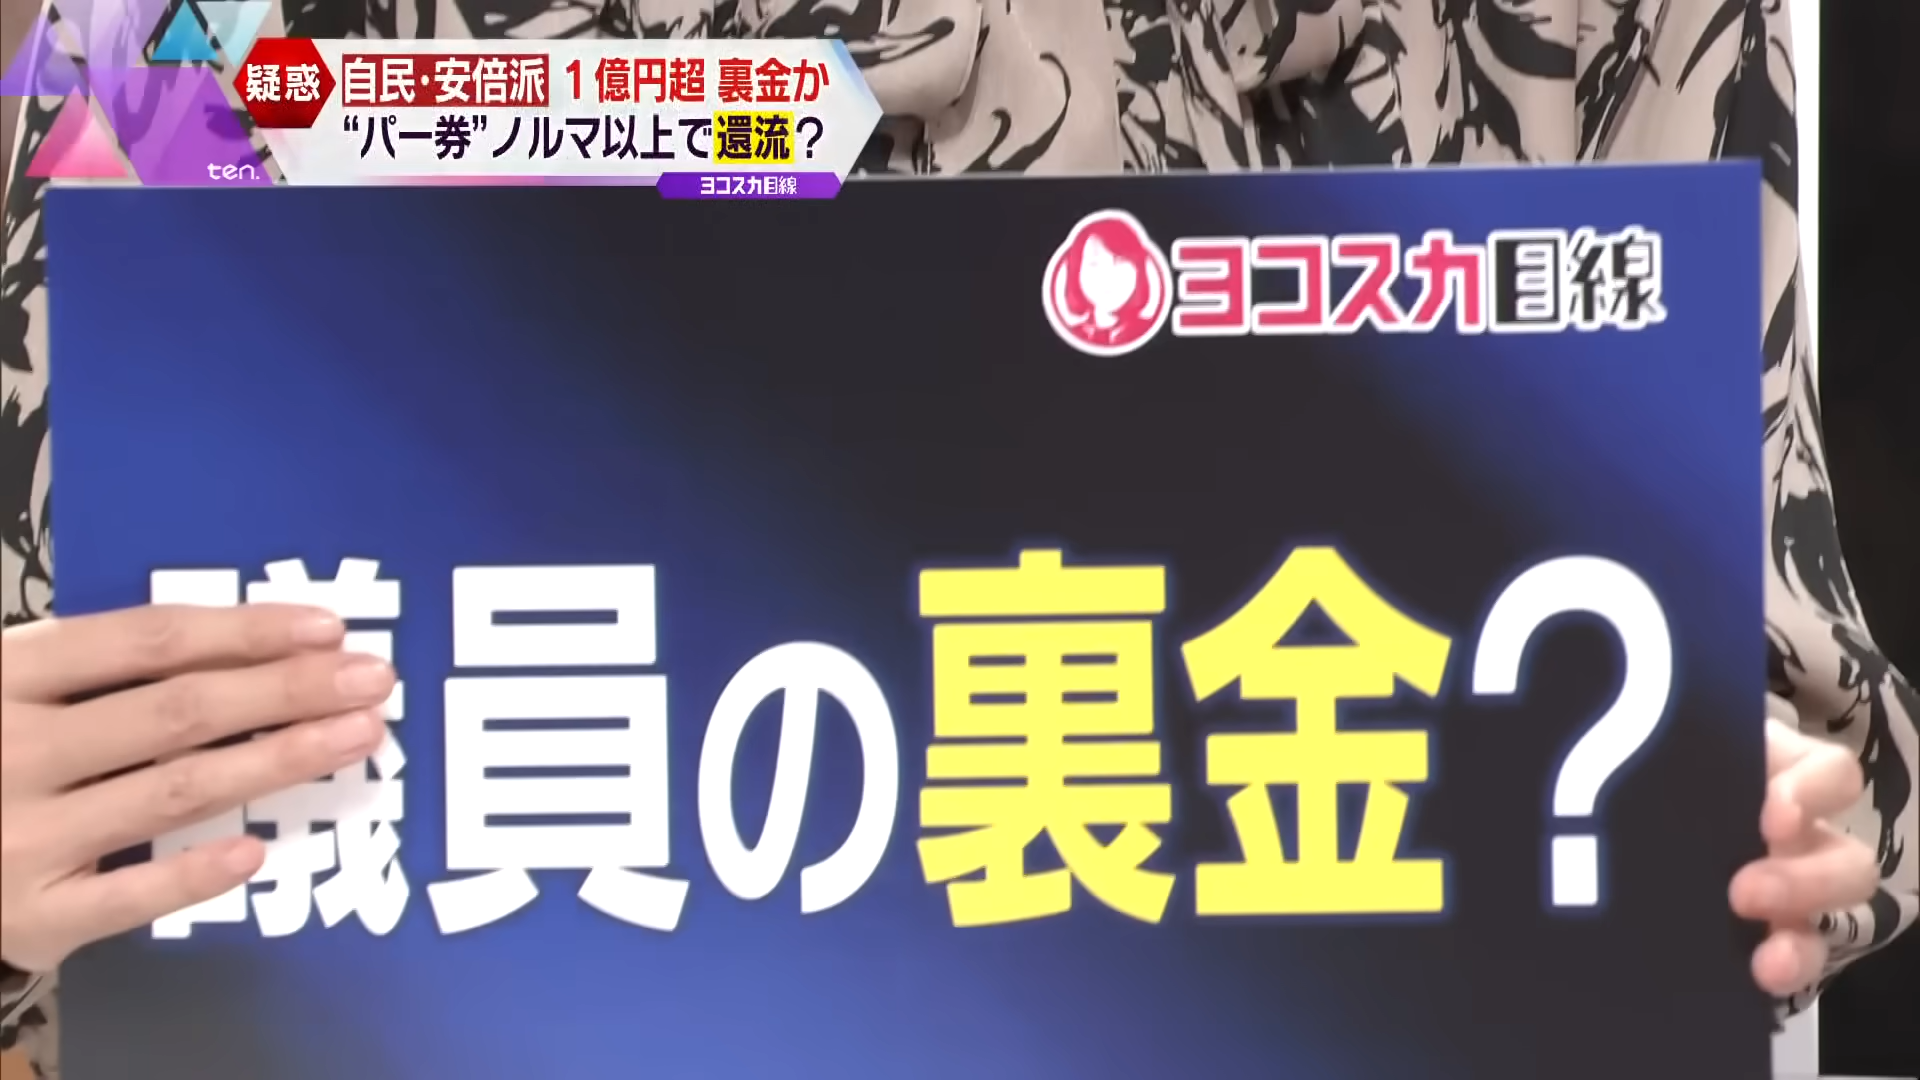 疑惑
自民・安倍派 1億円超 裏金か
“パー券”ノルマ以上で還流?
ten.
ヨコスカ目線
ヨコスカ目線
議員の裏金?